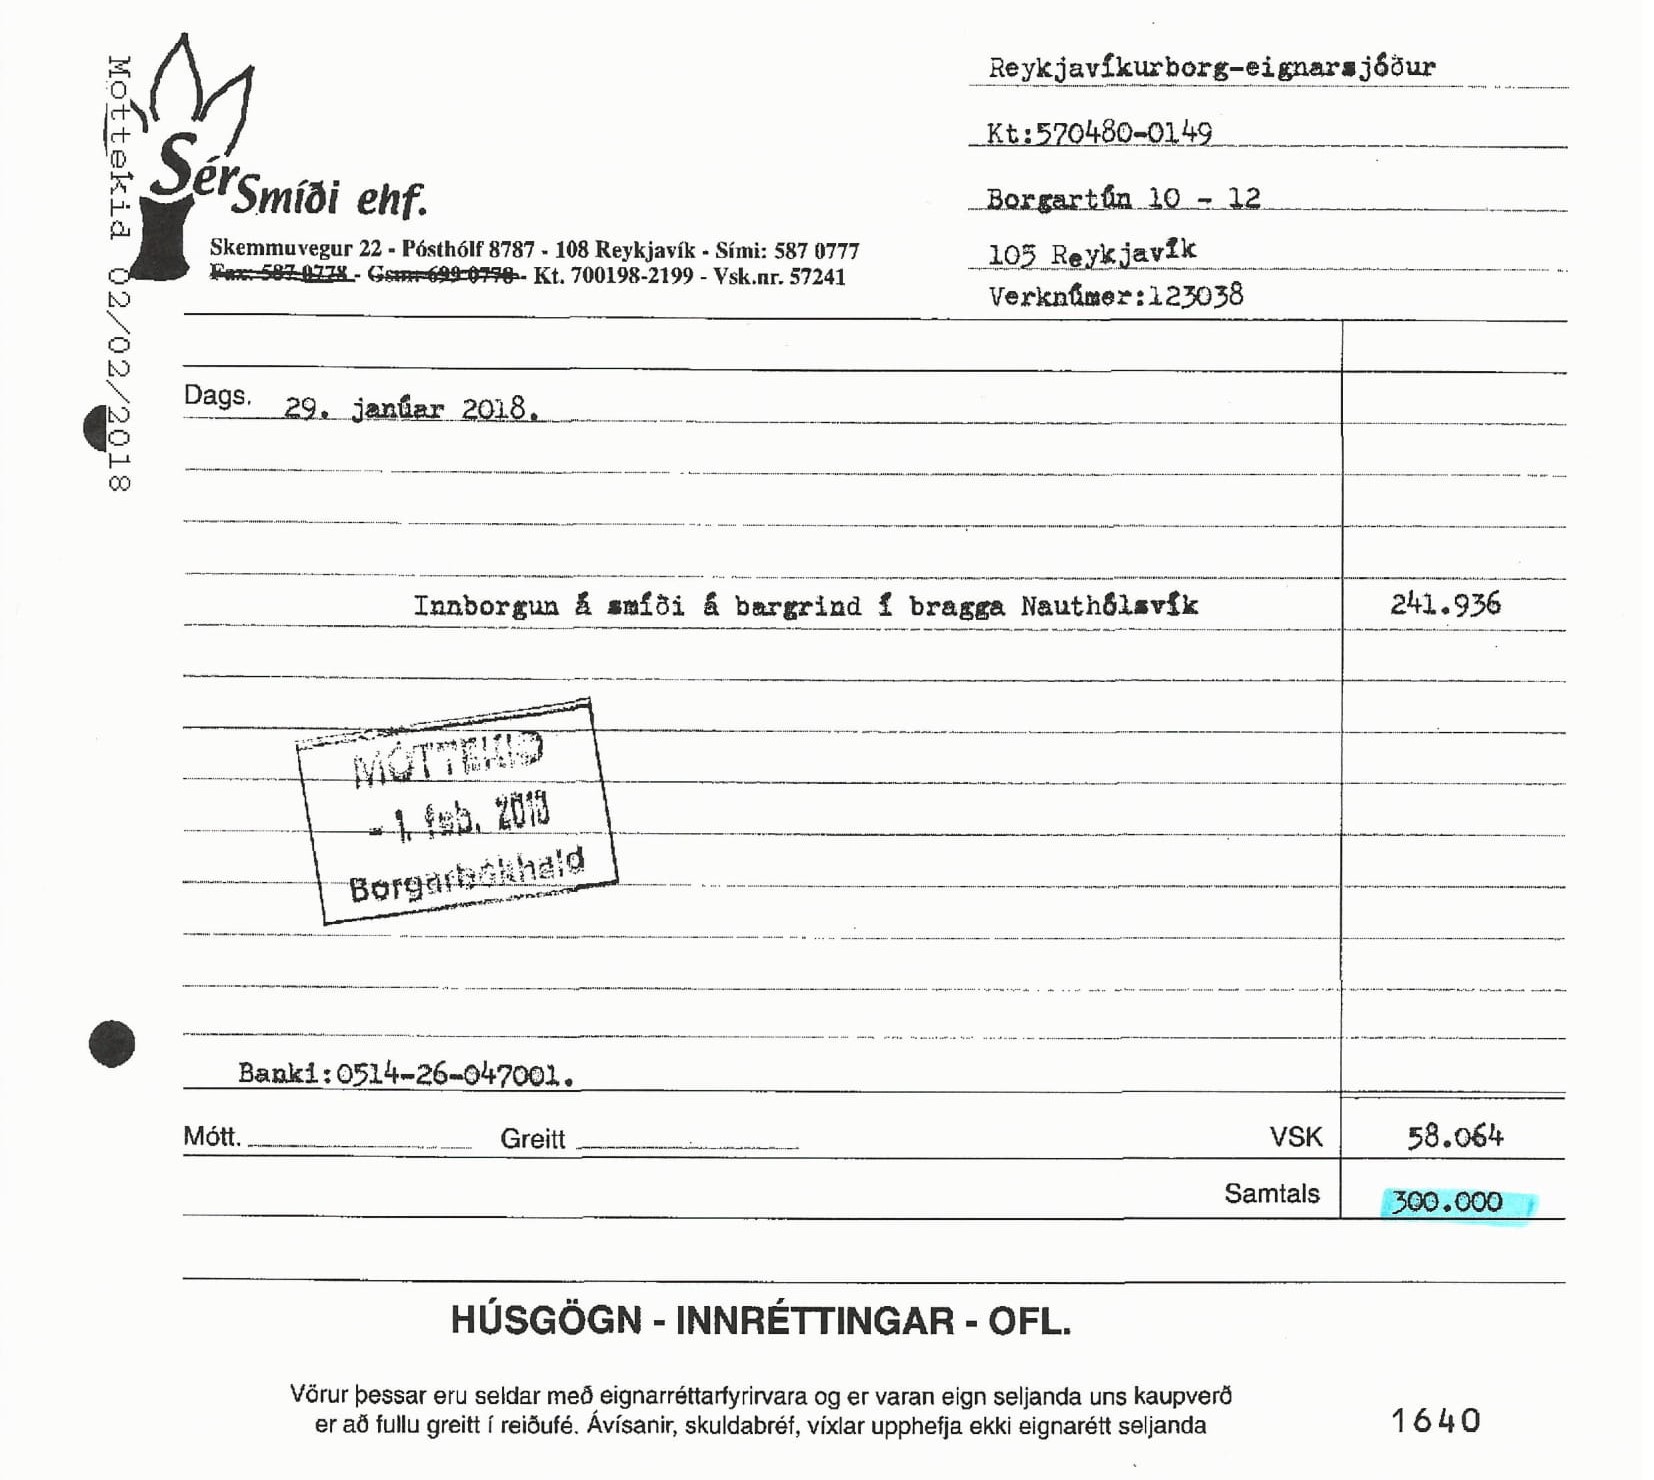 Móttekið 02/02/2018
Sérsmíði ehf.
Skemmuvegur 22 - Pósthólf 8787 - 108 Reykjavík - Sími: 587 0777
Fax: 587 0778 - Gsm: 699 0778 - Kt. 700198-2199 - Vsk.nr. 57241
Reykjavíkurborg-eignarsjóður
Kt:570480-0149
Borgartún 10 - 12
105 Reykjavík
Verknúmer:123038
Dags. 29. janúar 2018.
Innborgun á smíði á bargrind í bragga Nauthólsvík 241.936
MÓTTEKIÐ
- 1. feb. 2018
Borgarbókhald
Banki:0514-26-047001.
Mótt. Greitt VSK 58.064
Samtals 300.000
HÚSGÖGN - INNRÉTTINGAR - OFL.
Vörur þessar eru seldar með eignarréttarfyrirvara og er varan eign seljanda uns kaupverð
er að fullu greitt í reiðufé. Ávísanir, skuldabréf, víxlar upphefja ekki eignarétt seljanda
1640